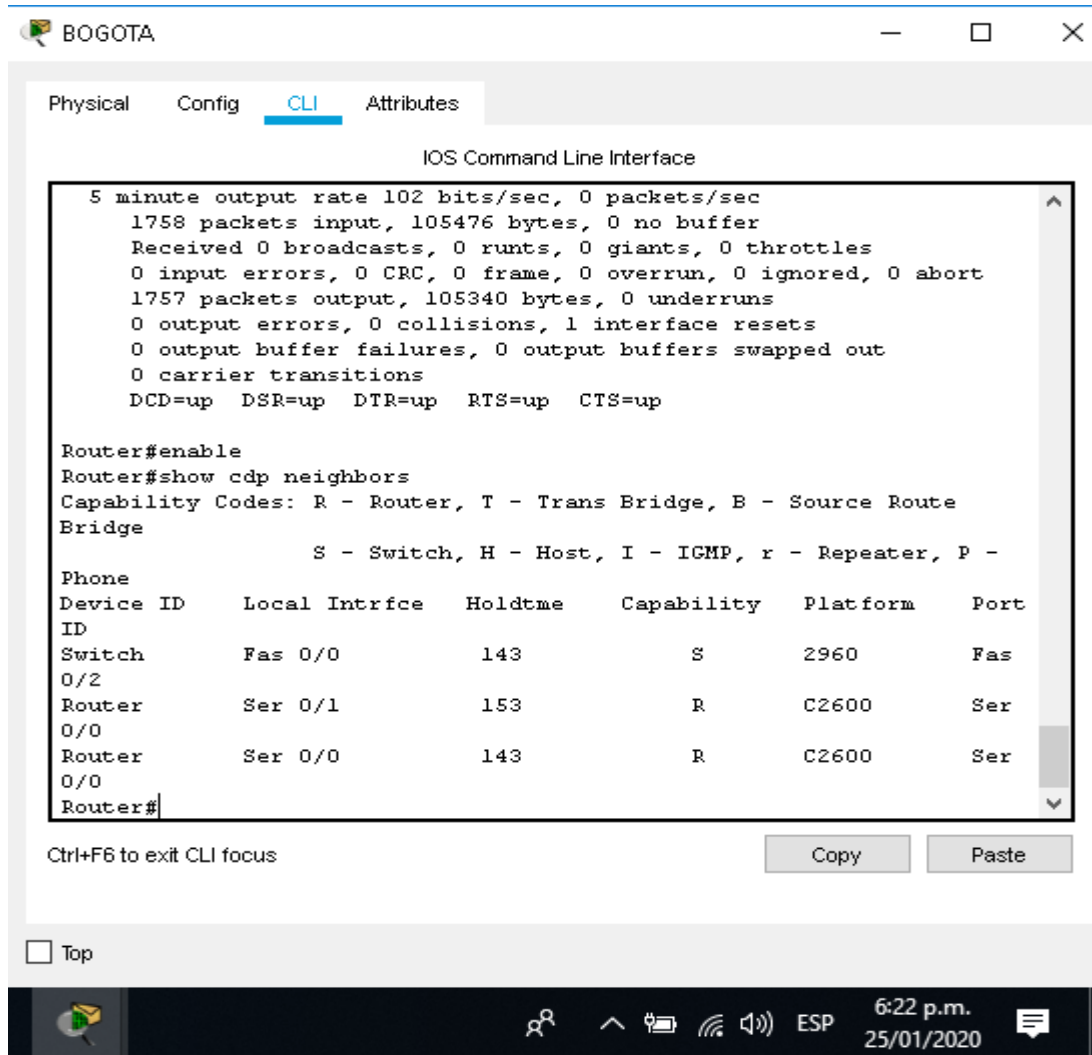 BOGOTA
Physical Config CLI Attributes
IOS Command Line Interface
5 minute output rate 102 bits/sec, 0 packets/sec
1758 packets input, 105476 bytes, 0 no buffer
Received 0 broadcasts, 0 runts, 0 giants, 0 throttles
0 input errors, 0 CRC, 0 frame, 0 overrun, 0 ignored, 0 abort
1757 packets output, 105340 bytes, 0 underruns
0 output errors, 0 collisions, 1 interface resets
0 output buffer failures, 0 output buffers swapped out
0 carrier transitions
DCD=up DSR=up DTR=up RTS=up CTS=up
Router#enable
Router#show cdp neighbors
Capability Codes: R - Router, T - Trans Bridge, B - Source Route
Bridge
S - Switch, H - Host, I - IGMP, r - Repeater, P -
Phone
Device ID Local Intrfce Holdtme Capability Platform Port
ID
Switch Fas 0/0 143 S 2960 Fas
0/2
Router Ser 0/1 153 R C2600 Ser
0/0
Router Ser 0/0 143 R C2600 Ser
0/0
Router#
Ctrl+F6 to exit CLI focus
Copy Paste
Top
ESP
6:22 p.m.
25/01/2020